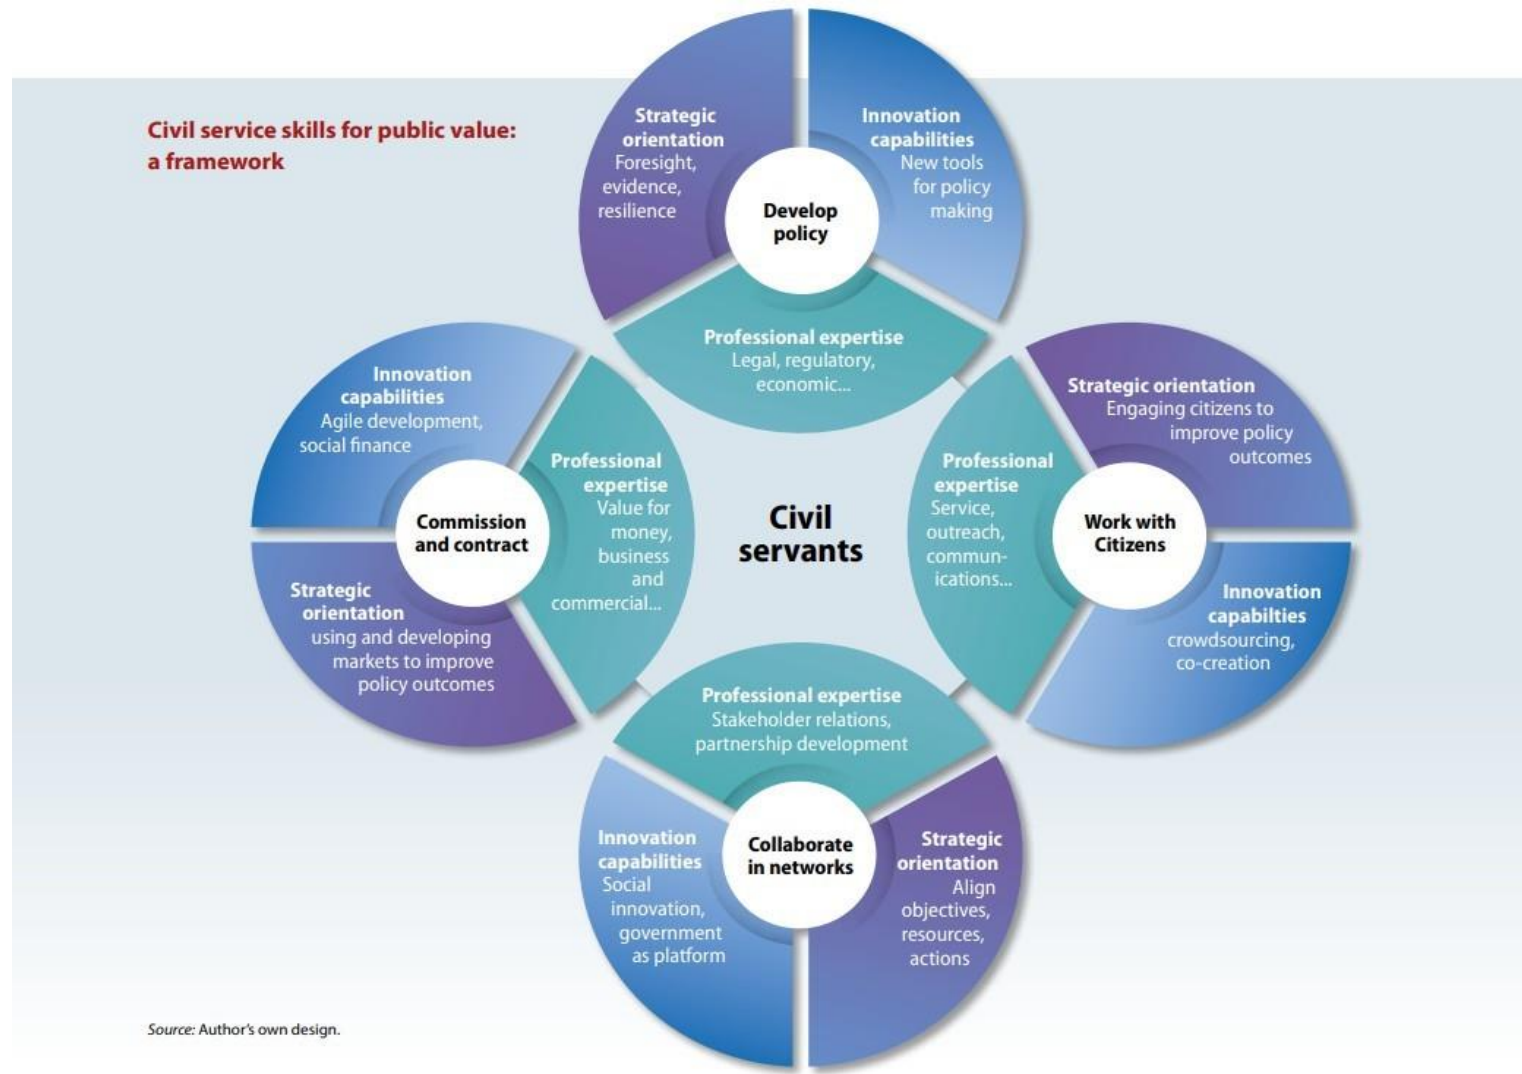 Civil service skills for public value:
a framework
Strategic
orientation
Foresight,
evidence,
resilience
Innovation
capabilities
New tools
for policy
making
Develop
policy
Professional expertise
Legal, regulatory,
economic...
Innovation
capabilities
Agile development,
social finance
Commission
and contract
Strategic
orientation
using and developing
markets to improve
policy outcomes
Professional
expertise
Value for
money,
business
and
commercial...
Civil
servants
Professional
expertise
Service,
outreach,
commun-
ications...
Work with
Citizens
Strategic orientation
Engaging citizens to
improve policy
outcomes
Innovation
capabilties
crowdsourcing,
co-creation
Professional expertise
Stakeholder relations,
partnership development
Collaborate
in networks
Innovation
capabilities
Social
innovation,
government
as platform
Strategic
orientation
Align
objectives,
resources,
actions
Source: Author's own design.